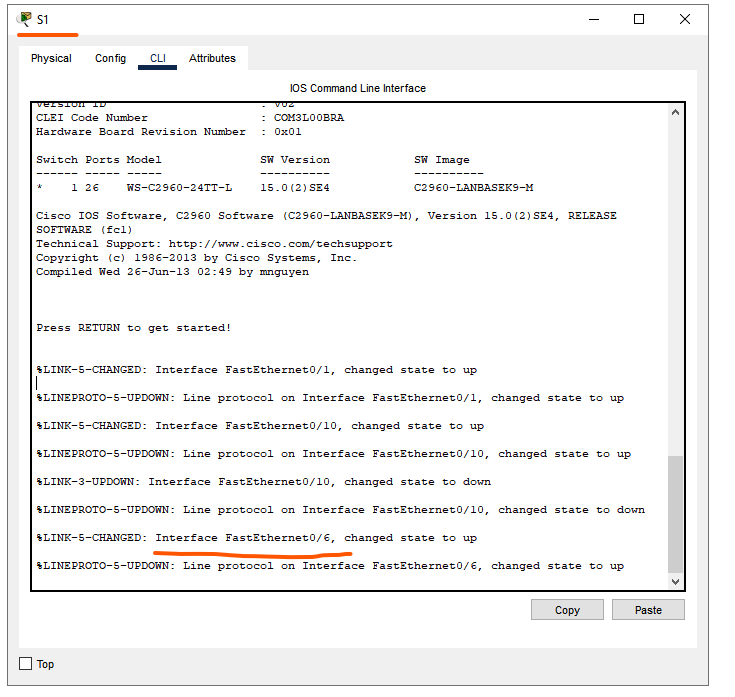 S1
Physical Config CLI Attributes
IOS Command Line Interface
Version ID : V02
CLEI Code Number : COM3L00BRA
Hardware Board Revision Number : 0x01
Switch Ports Model SW Version SW Image
------ ----- ----- ---------- ----------
* 1 26 WS-C2960-24TT-L 15.0(2)SE4 C2960-LANBASEK9-M
Cisco IOS Software, C2960 Software (C2960-LANBASEK9-M), Version 15.0(2)SE4, RELEASE
SOFTWARE (fc1)
Technical Support: http://www.cisco.com/techsupport
Copyright (c) 1986-2013 by Cisco Systems, Inc.
Compiled Wed 26-Jun-13 02:49 by mnguyen
Press RETURN to get started!
%LINK-5-CHANGED: Interface FastEthernet0/1, changed state to up
%LINEPROTO-5-UPDOWN: Line protocol on Interface FastEthernet0/1, changed state to up
%LINK-5-CHANGED: Interface FastEthernet0/10, changed state to up
%LINEPROTO-5-UPDOWN: Line protocol on Interface FastEthernet0/10, changed state to up
%LINK-3-UPDOWN: Interface FastEthernet0/10, changed state to down
%LINEPROTO-5-UPDOWN: Line protocol on Interface FastEthernet0/10, changed state to down
%LINK-5-CHANGED: Interface FastEthernet0/6, changed state to up
%LINEPROTO-5-UPDOWN: Line protocol on Interface FastEthernet0/6, changed state to up
Copy Paste
Top